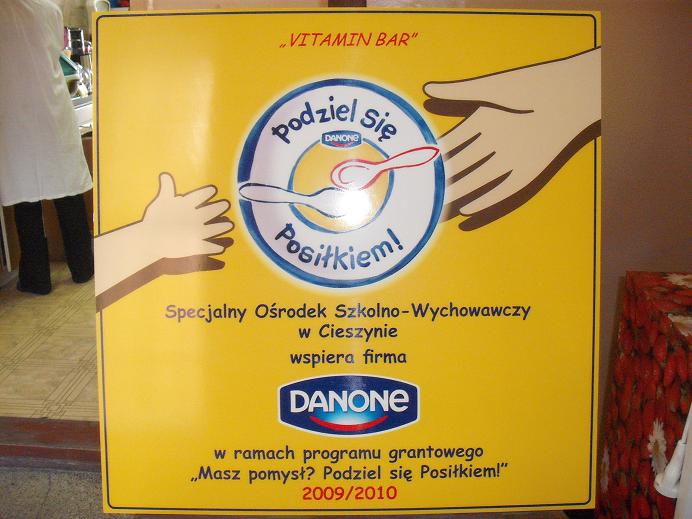 „VITAMIN BAR”
Podziel Się
DANONE
Posiłkiem!
Specjalny Ośrodek Szkolno-Wychowawczy
w Cieszynie
wspiera firma
DANONE
w ramach programu grantowego
„Masz pomysł? Podziel się Posiłkiem!”
2009/2010